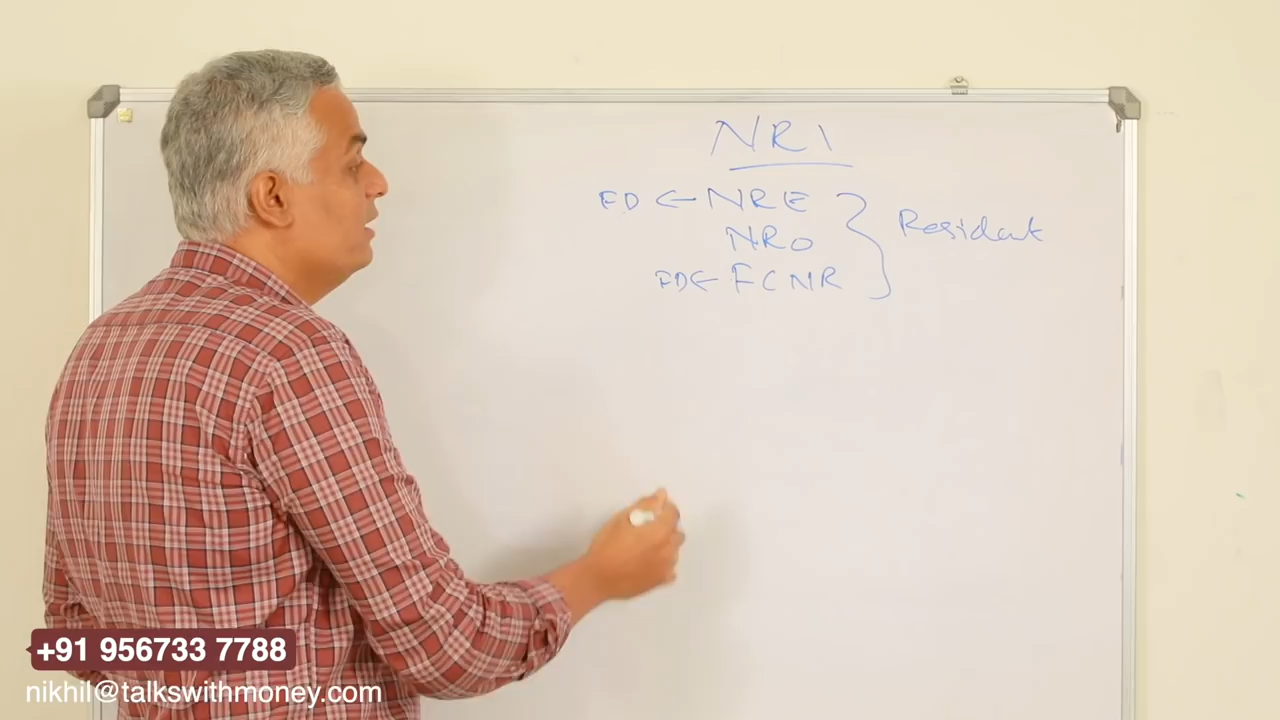 NRI
FD ← NRE
NRO
FD ← FCNR
Resident
+91 956733 7788
nikhil@talkswithmoney.com